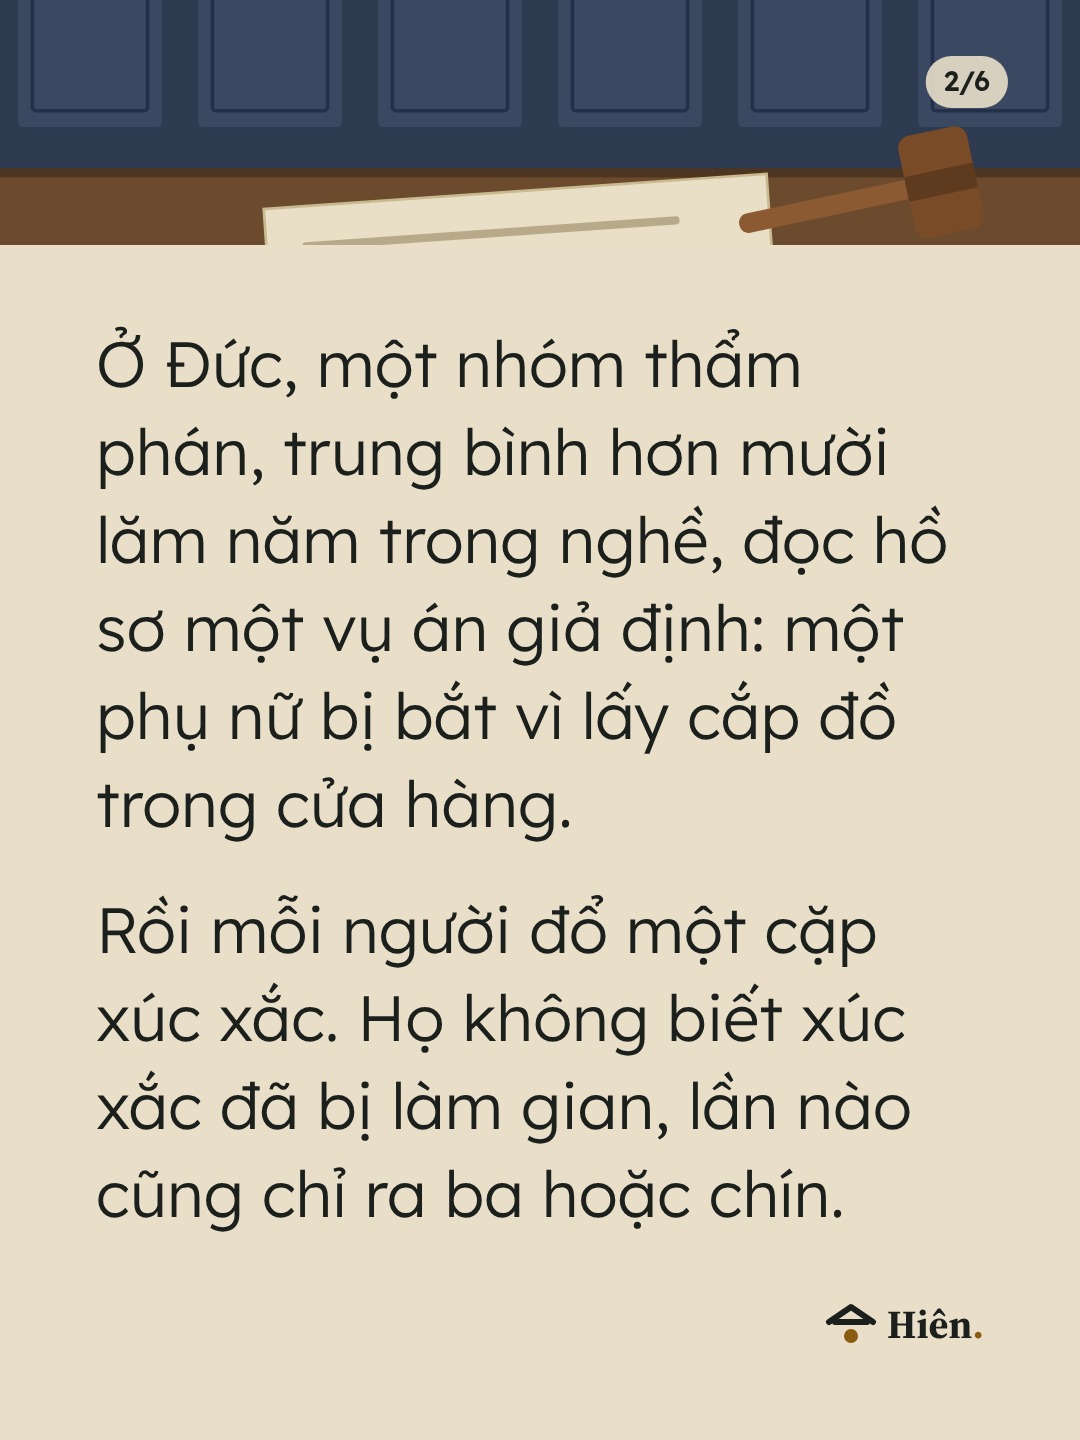 2/6
Ở Đức, một nhóm thẩm
phán, trung bình hơn mười
lăm năm trong nghề, đọc hồ
sơ một vụ án giả định: một
phụ nữ bị bắt vì lấy cắp đồ
trong cửa hàng.
Rồi mỗi người đổ một cặp
xúc xắc. Họ không biết xúc
xắc đã bị làm gian, lần nào
cũng chỉ ra ba hoặc chín.
Hiên.